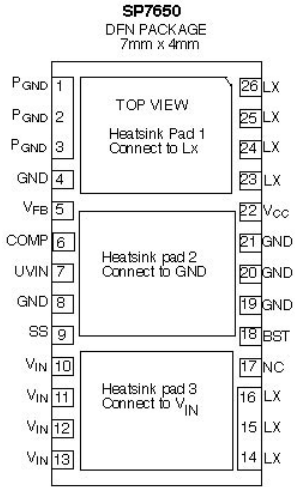 SP7650
DFN PACKAGE
7mm x 4mm
TOP VIEW
Heatsink Pad 1
Connect to Lx
Heatsink pad 2
Connect to GND
Heatsink pad 3
Connect to VIN
PGND 1
PGND 2
PGND 3
GND 4
VFB 5
COMP 6
UVIN 7
GND 8
SS 9
VIN 10
VIN 11
VIN 12
VIN 13
26 LX
25 LX
24 LX
23 LX
22 VCC
21 GND
20 GND
19 GND
18 BST
17 NC
16 LX
15 LX
14 LX